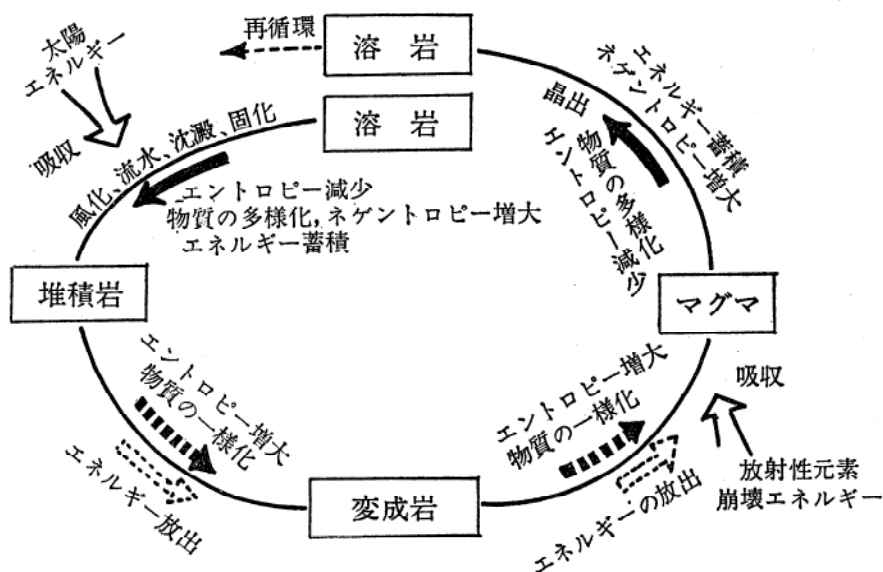 再循環
溶岩
太陽
エネルギー
吸収
風化、流水、沈澱、固化
溶岩
エントロピー減少
物質の多様化,ネゲントロピー増大
エネルギー蓄積
晶出
エネルギー蓄積
ネゲントロピー増大
物質の多様化
エントロピー減少
堆積岩
マグマ
エントロピー増大
物質の一様化
エネルギー放出
変成岩
エントロピー増大
物質の一様化
エネルギーの放出
吸収
放射性元素
崩壊エネルギー